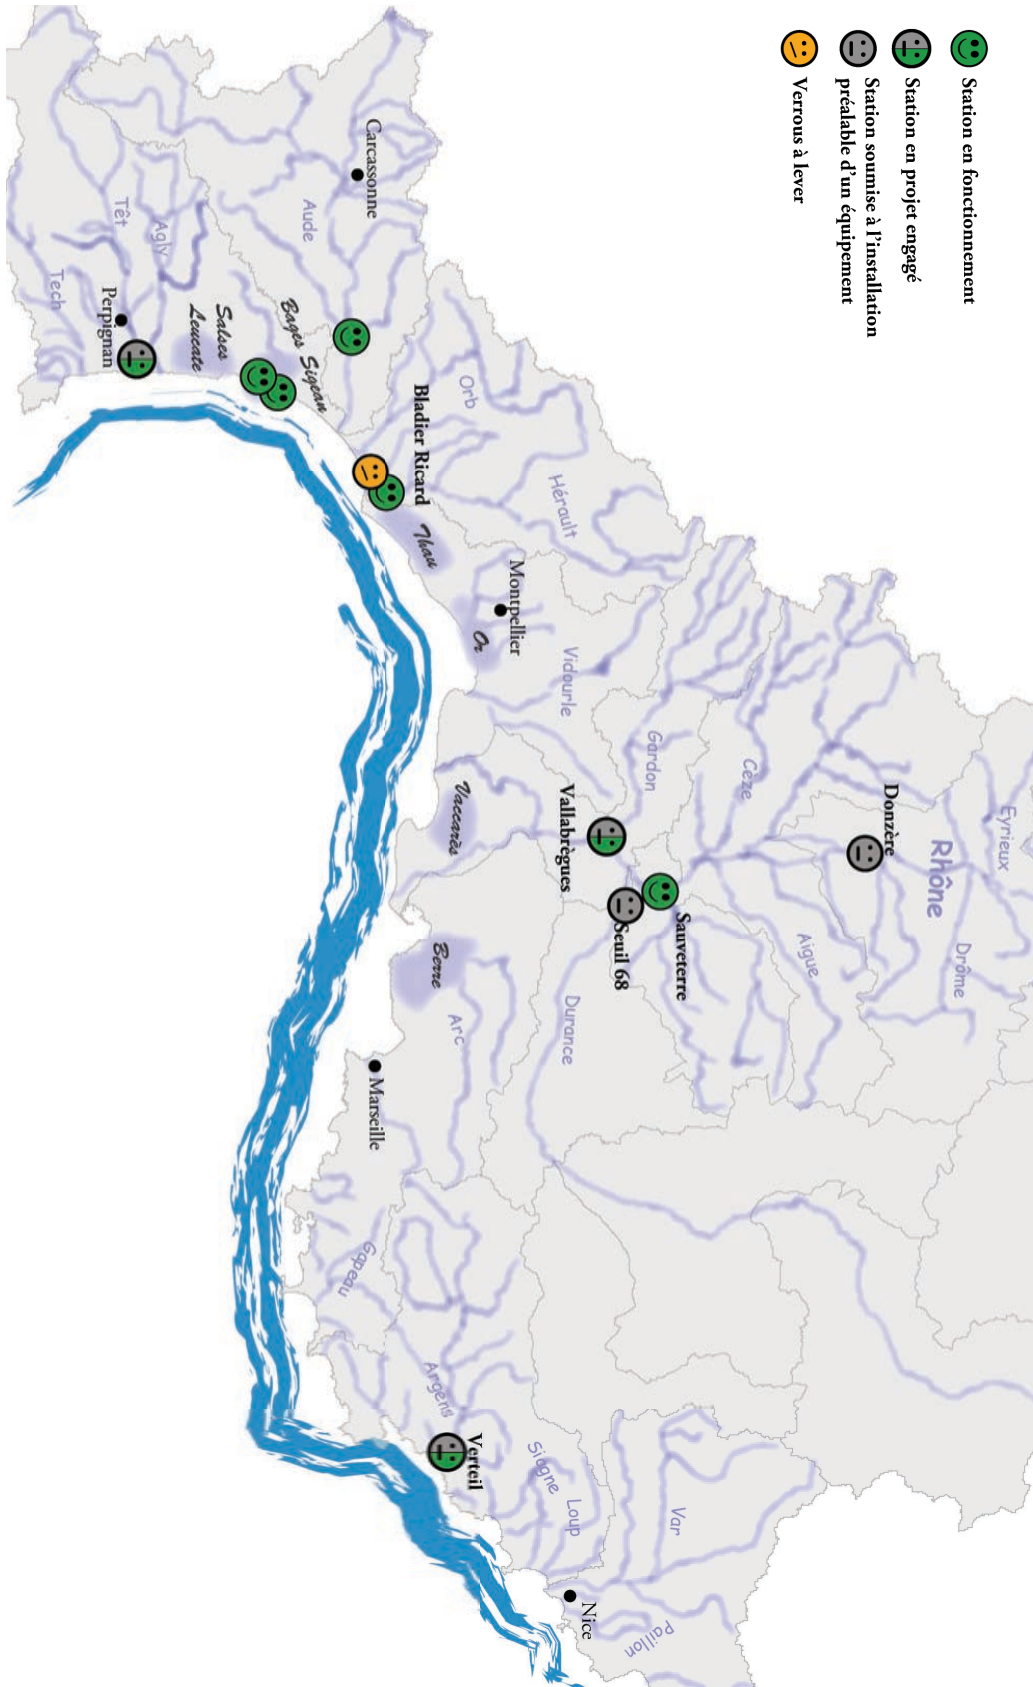 Station en fonctionnement
Station en projet engagé
Station soumise à l'installation
préalable d'un équipement
Verrous à lever
Carcassonne
Aude
Têt
Agly
Tech
Perpignan
Salses
Leucate
Bages Sigean
Orb
Bladier Ricard
Hérault
Thau
Montpellier
Or
Vidourle
Gardon
Cèze
Donzère
Eyrieux
Rhône
Drôme
Aigue
Vaccarès
Vallabrègues
Sauveterre
Seuil 68
Durance
Berre
Arc
Marseille
Gapeau
Argens
Verteil
Siagne
Loup
Var
Nice
Paillon